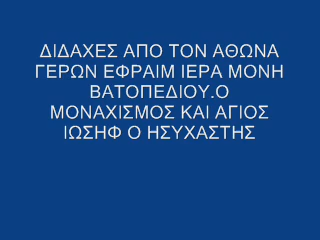 ΔΙΔΑΧΕΣ ΑΠΟ ΤΟΝ ΑΘΩΝΑ
ΓΕΡΩΝ ΕΦΡΑΙΜ ΙΕΡΑ ΜΟΝΗ
ΒΑΤΟΠΕΔΙΟΥ.Ο
ΜΟΝΑΧΙΣΜΟΣ ΚΑΙ ΑΓΙΟΣ
ΙΩΣΗΦ Ο ΗΣΥΧΑΣΤΗΣ